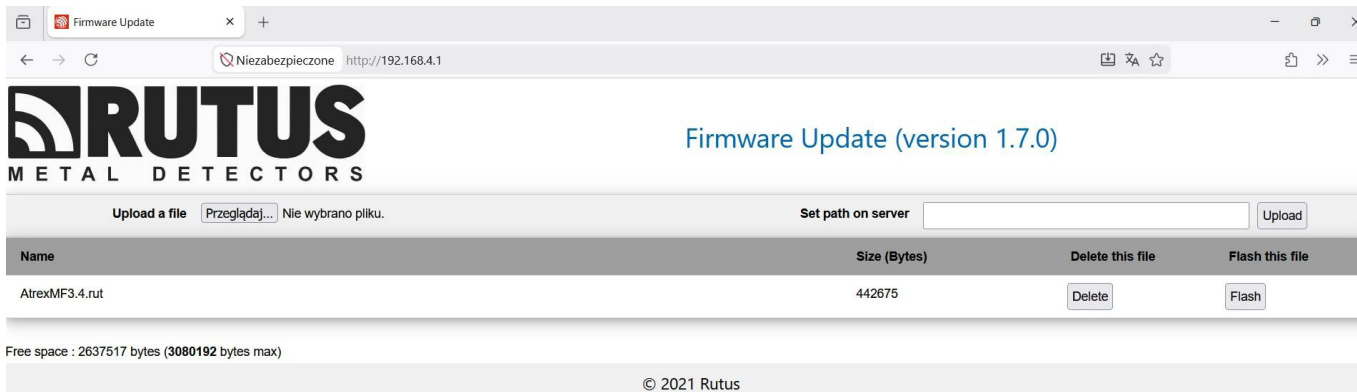 Firmware Update
Niezabezpieczone http://192.168.4.1
RUTUS
METAL DETECTORS
Firmware Update (version 1.7.0)
Upload a file Przeglądaj... Nie wybrano pliku. Set path on server Upload
Name Size (Bytes) Delete this file Flash this file
AtrexMF3.4.rut 442675 Delete Flash
Free space : 2637517 bytes (3080192 bytes max)
© 2021 Rutus